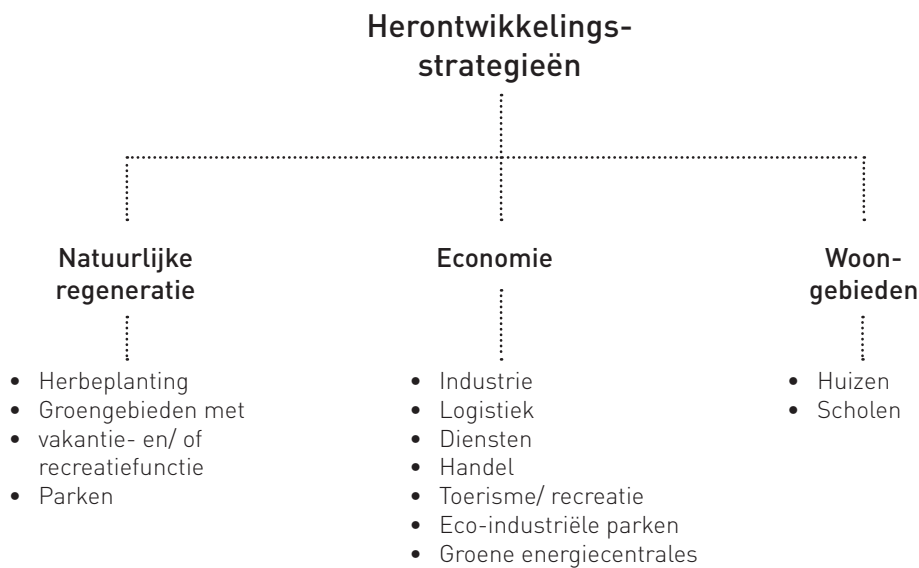 Herontwikkelings-
strategieën
Natuurlijke
regeneratie
• Herbeplanting
• Groengebieden met
• vakantie- en/ of
recreatiefunctie
• Parken
Economie
• Industrie
• Logistiek
• Diensten
• Handel
• Toerisme/ recreatie
• Eco-industriële parken
• Groene energiecentrales
Woon-
gebieden
• Huizen
• Scholen